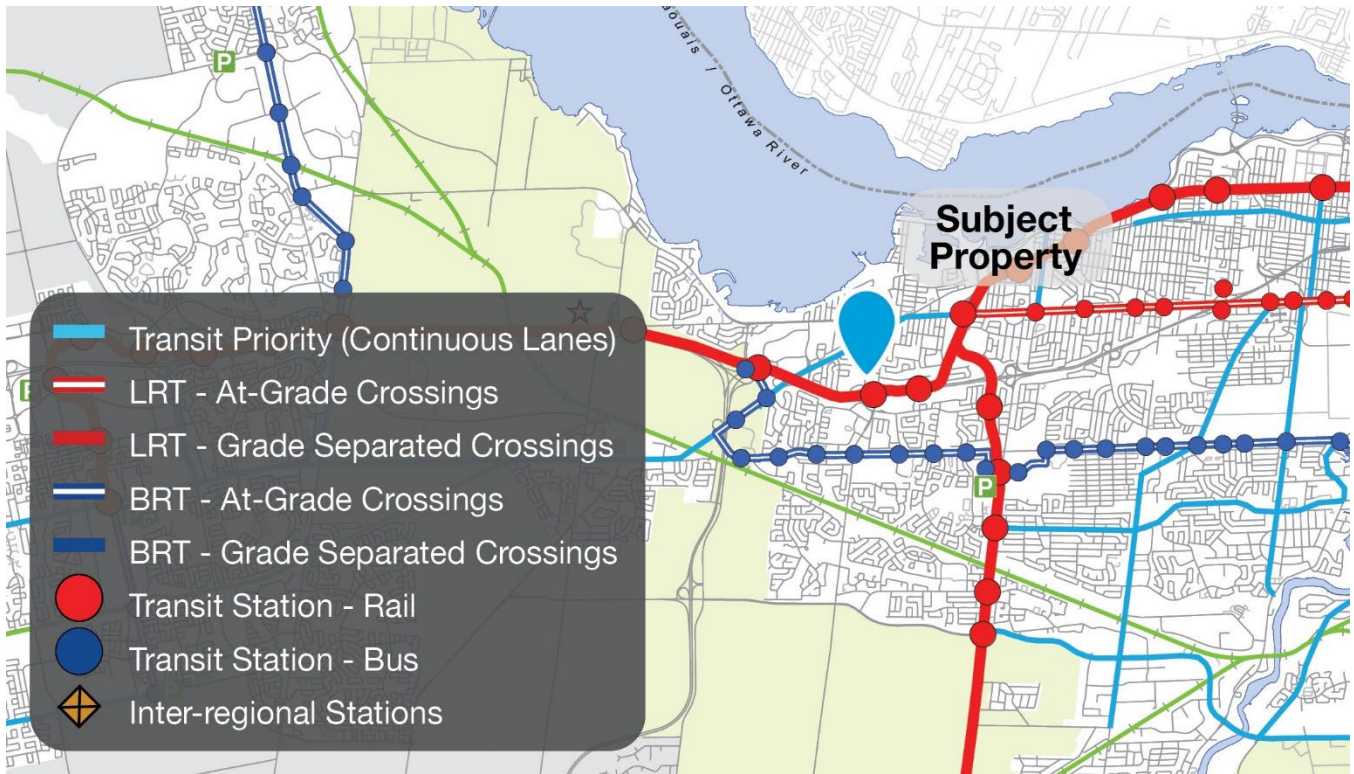 P
gouais / Ottawa River
Subject
Property
Transit Priority (Continuous Lanes)
LRT - At-Grade Crossings
P
LRT - Grade Separated Crossings
BRT - At-Grade Crossings
P
BRT - Grade Separated Crossings
Transit Station - Rail
Transit Station - Bus
Inter-regional Stations